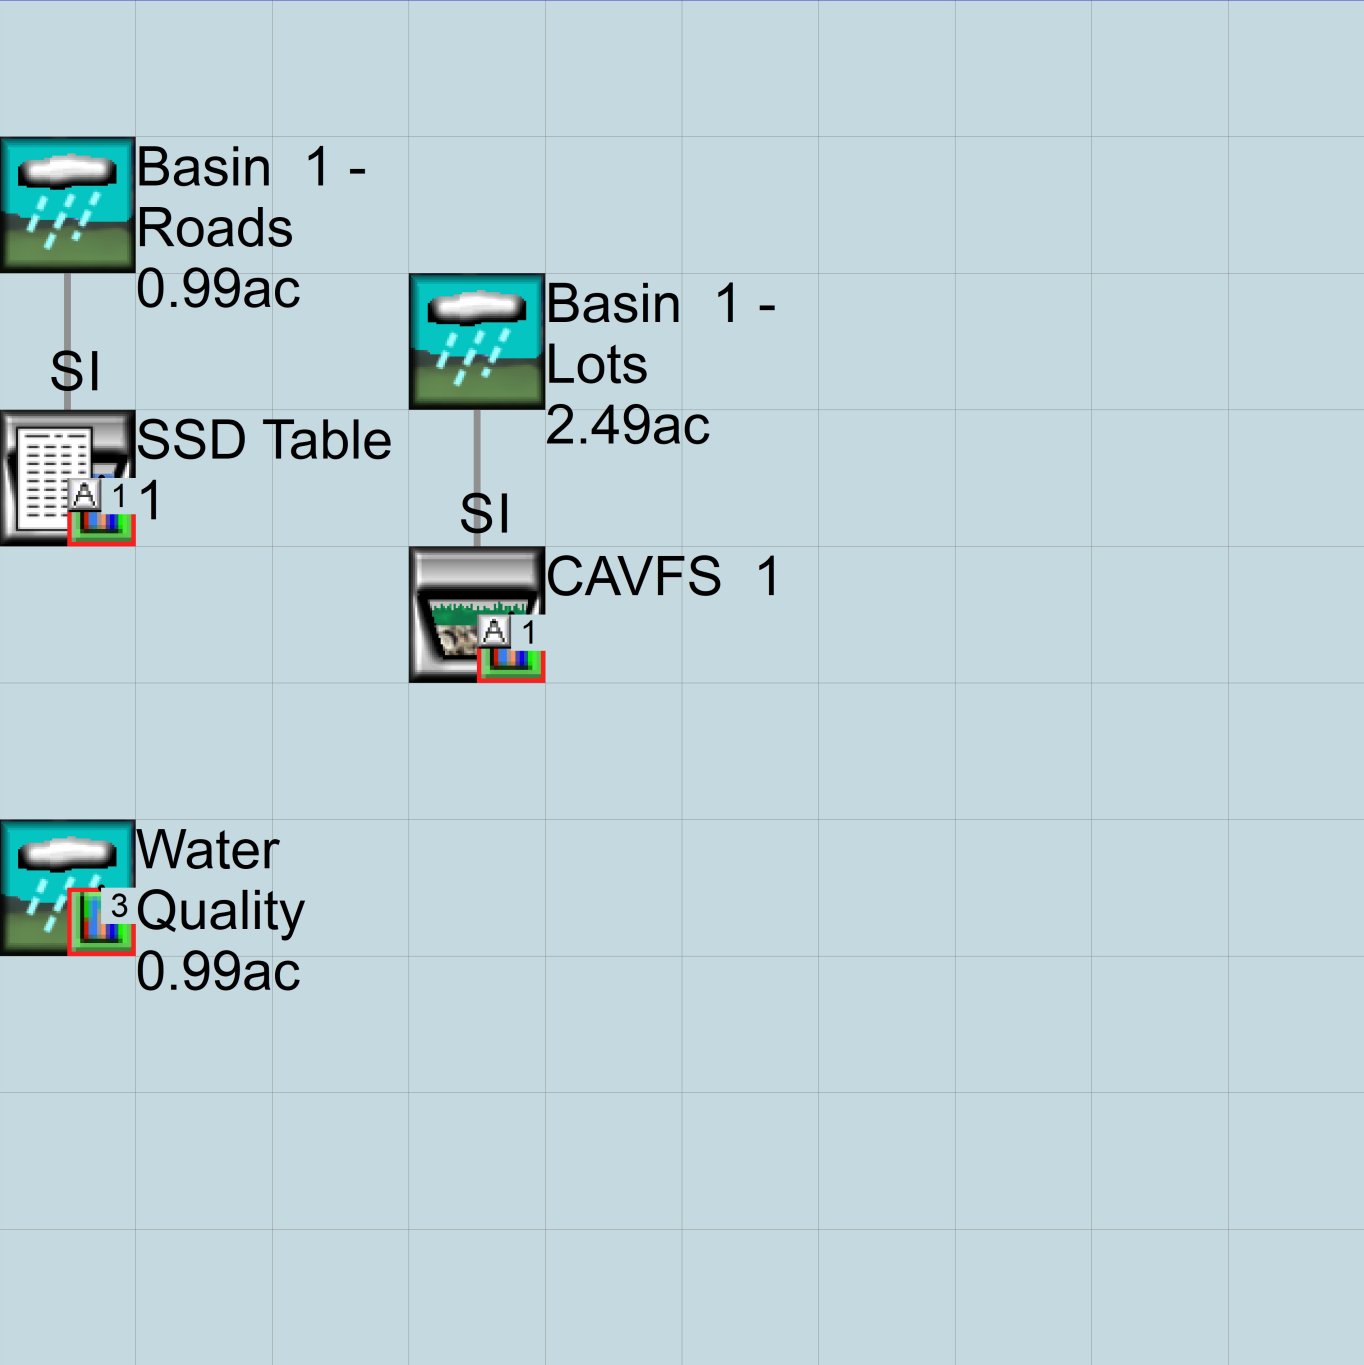 Basin  1 -
Roads
0.99ac
SI
SSD Table
1
A 1
Basin  1 -
Lots
2.49ac
SI
CAVFS  1
A 1
Water
Quality
0.99ac
3